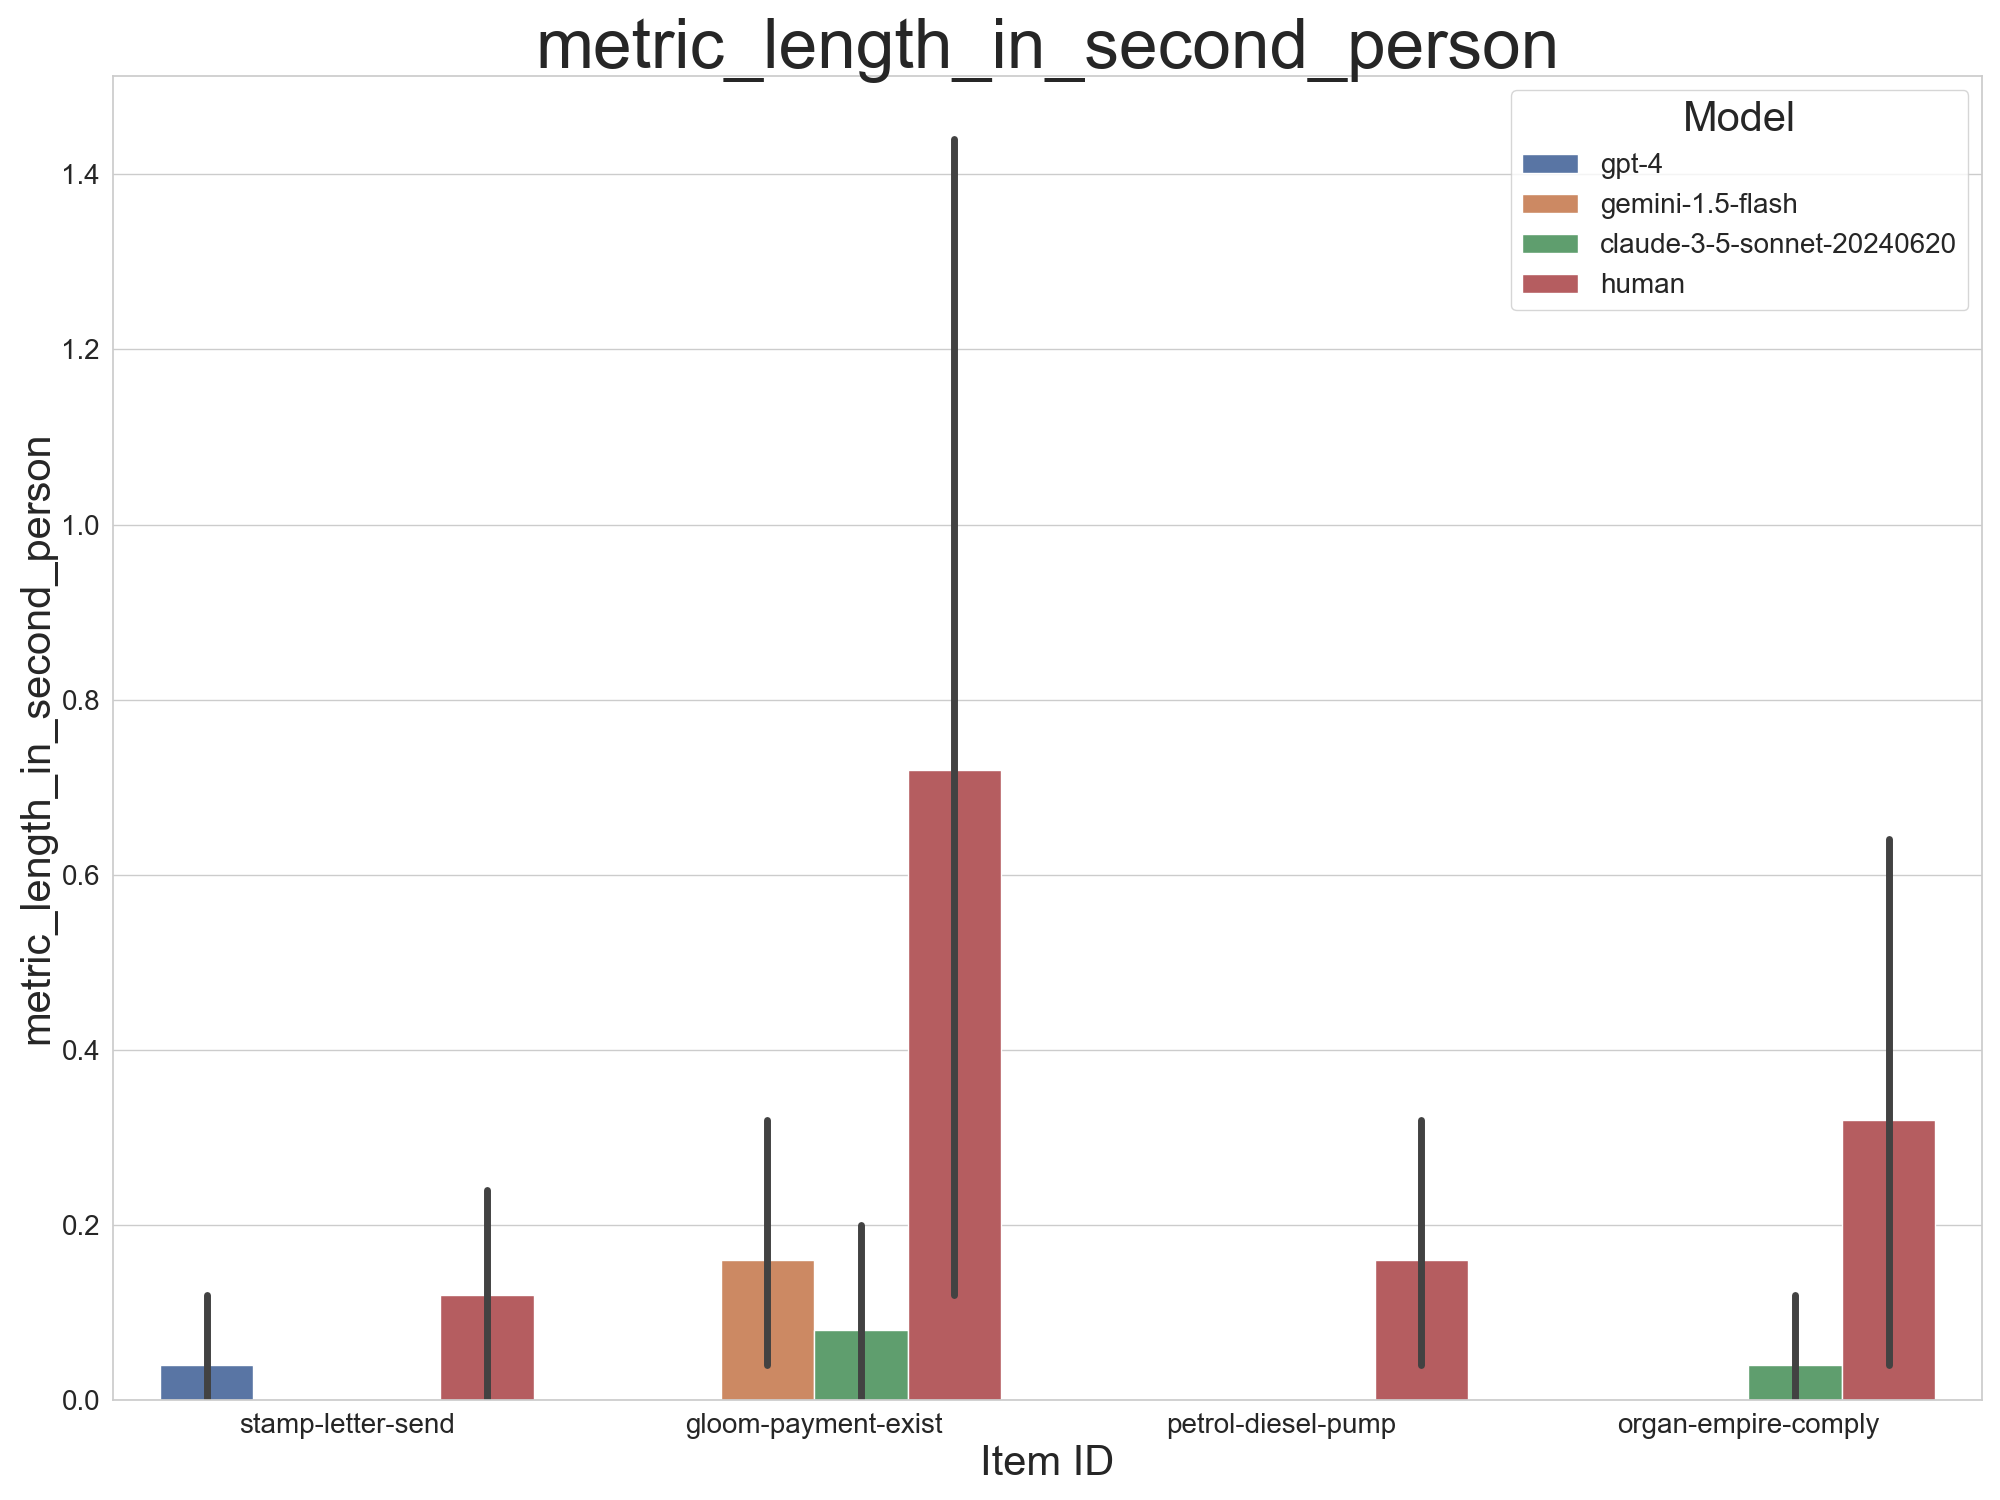 metric_length_in_second_person
Model
gpt-4
gemini-1.5-flash
claude-3-5-sonnet-20240620
human
metric_length_in_second_person
1.4
1.2
1.0
0.8
0.6
0.4
0.2
0.0
stamp-letter-send
gloom-payment-exist
petrol-diesel-pump
organ-empire-comply
Item ID